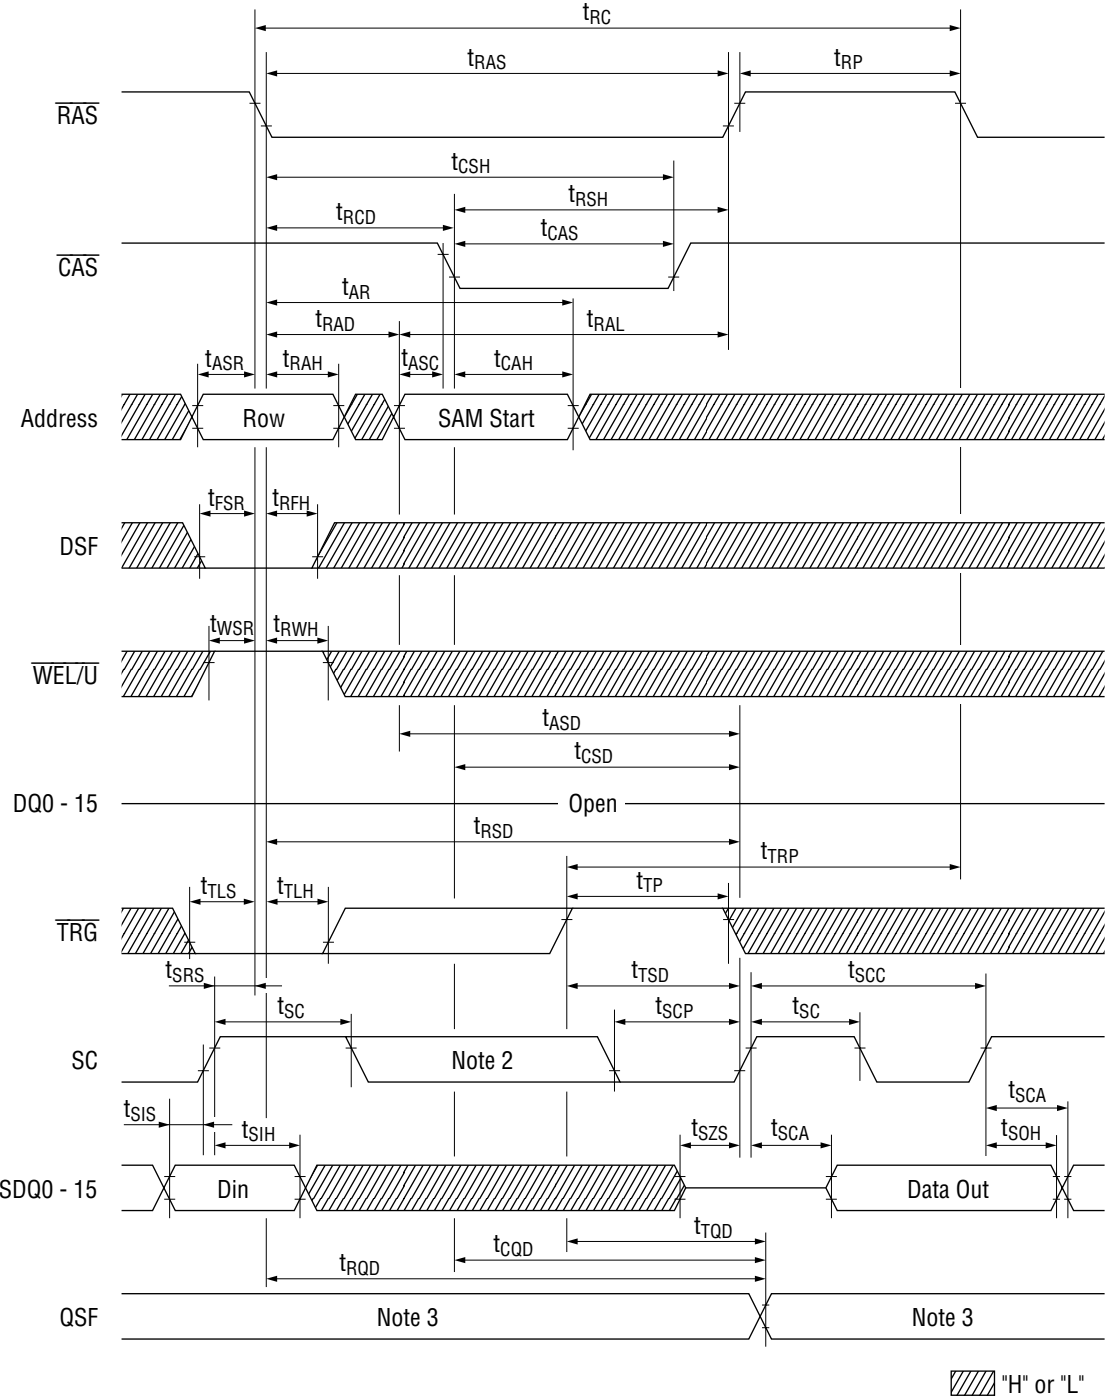 tRC
tRAS tRP
RAS
tCSH
tRSH
tRCD
tCAS
CAS
tAR
tRAD tRAL
tASR tRAH tASC tCAH
Address Row SAM Start
tFSR tRFH
DSF
tWSR tRWH
WEL/U
tASD
tCSD
DQ0 - 15 Open
tRSD
tTRP
tTLS tTLH tTP
TRG
tSRS tTSD tSCC
tSC tSCP tSC
SC Note 2
tSIS tSIH tSZS tSCA tSCA tSOH
SDQ0 - 15 Din Data Out
tTQD
tCQD
tRQD
QSF Note 3 Note 3
"H" or "L"